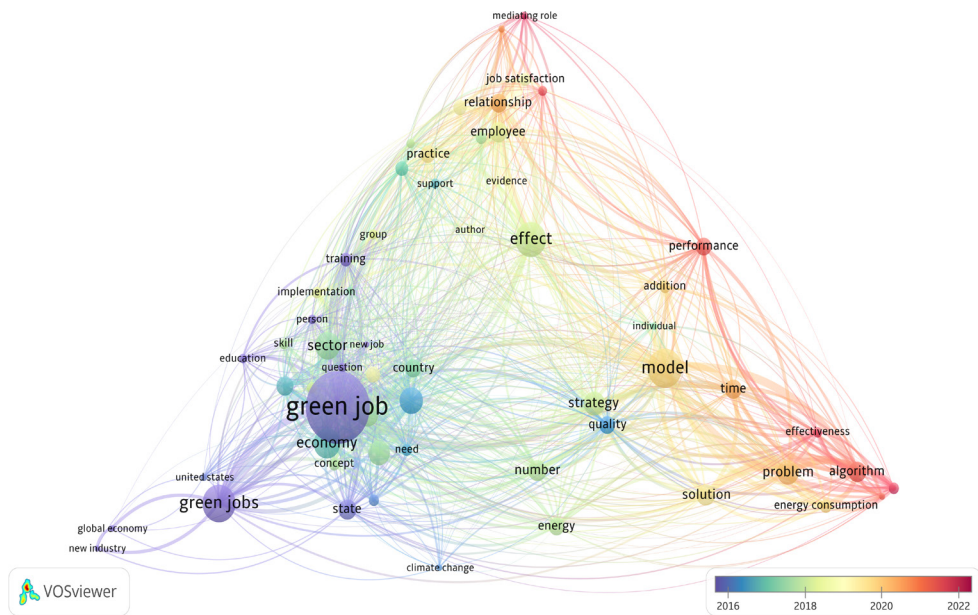 mediating role
job satisfaction
relationship
employee
practice
support
evidence
author
effect
group
training
performance
implementation
addition
person
individual
skill
sector
new job
education
question
country
model
green job
time
strategy
quality
effectiveness
economy
need
concept
united states
number
problem
algorithm
green jobs
state
solution
energy consumption
global economy
energy
new industry
climate change
VOSviewer
2016
2018
2020
2022